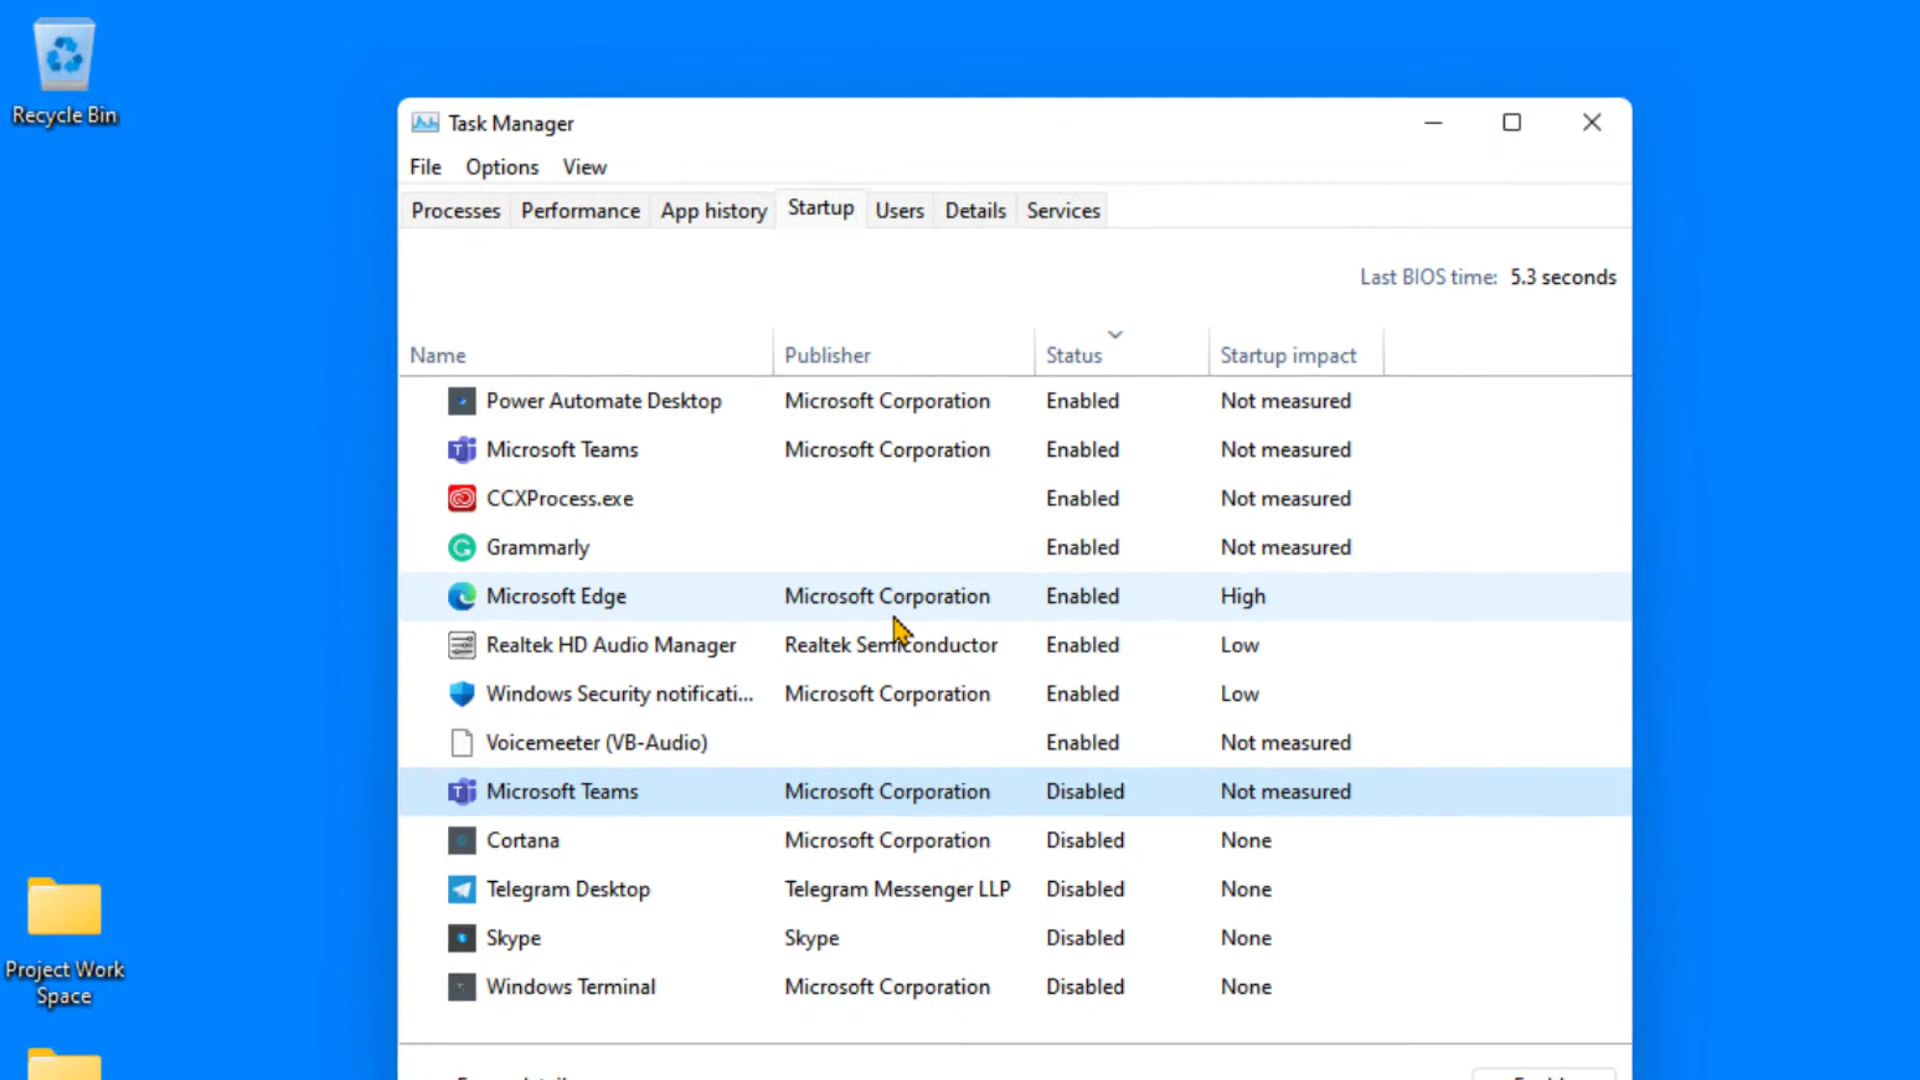 Recycle Bin
Task Manager
File Options View
Processes Performance App history Startup Users Details Services
Last BIOS time: 5.3 seconds
Name Publisher Status Startup impact
Power Automate Desktop Microsoft Corporation Enabled Not measured
Microsoft Teams Microsoft Corporation Enabled Not measured
CCXProcess.exe Enabled Not measured
Grammarly Enabled Not measured
Microsoft Edge Microsoft Corporation Enabled High
Realtek HD Audio Manager Realtek Semiconductor Enabled Low
Windows Security notificati... Microsoft Corporation Enabled Low
Voicemeeter (VB-Audio) Enabled Not measured
Microsoft Teams Microsoft Corporation Disabled Not measured
Cortana Microsoft Corporation Disabled None
Telegram Desktop Telegram Messenger LLP Disabled None
Skype Skype Disabled None
Windows Terminal Microsoft Corporation Disabled None
Project Work
Space